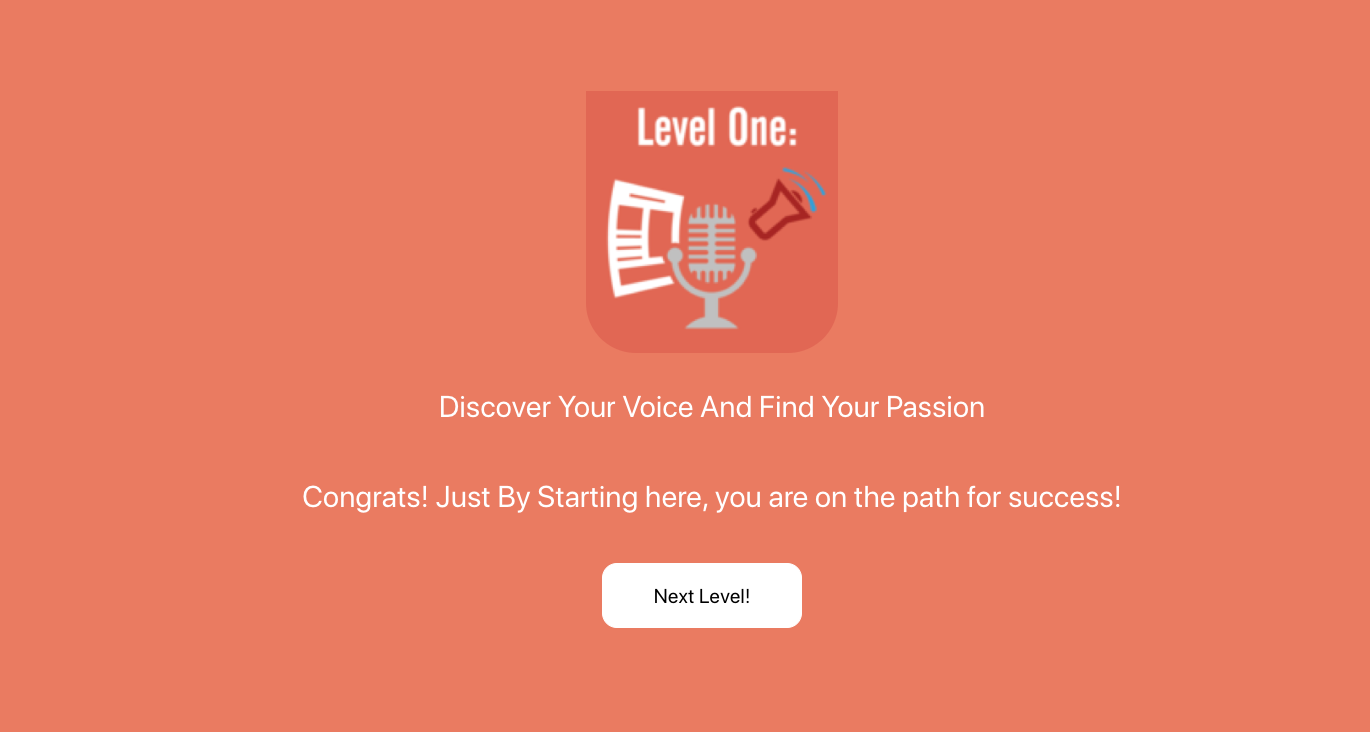 Level One:
Discover Your Voice And Find Your Passion
Congrats! Just By Starting here, you are on the path for success!
Next Level!